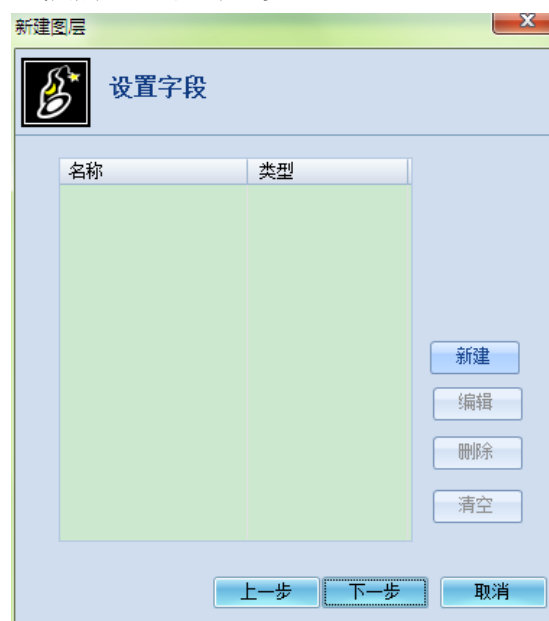 新建图层
设置字段
名称 类型
新建
编辑
删除
清空
上一步 下一步 取消